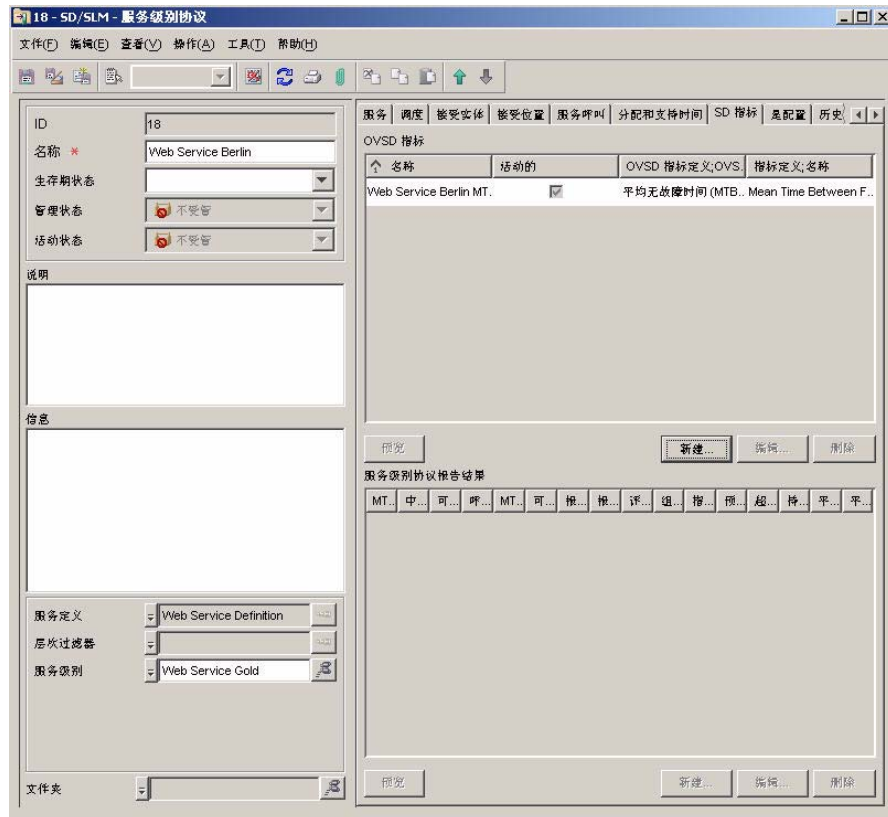 18 - SD/SLM - 服务级别协议
文件(F) 编辑(E) 查看(V) 操作(A) 工具(T) 帮助(H)
ID 18
名称 * Web Service Berlin
生存期状态
管理状态 不受管
活动状态 不受管
说明
信息
服务定义 Web Service Definition
层次过滤器
服务级别 Web Service Gold
文件夹
服务 调度 接受实体 接受位置 服务呼叫 分配和支持时间 SD 指标 是配置 历史
OVSD 指标
名称 活动的 OVSD 指标定义;OVS. 指标定义;名称
Web Service Berlin MT. 平均无故障时间 (MTB.. Mean Time Between F..
预览 新建... 编辑... 删除
服务级别协议报告结果
MT.. 中... 可... 呼... MT.. 可... 报... 报... 评... 组... 指... 预... 超... 持... 平... 平...
预览 新建... 编辑... 删除